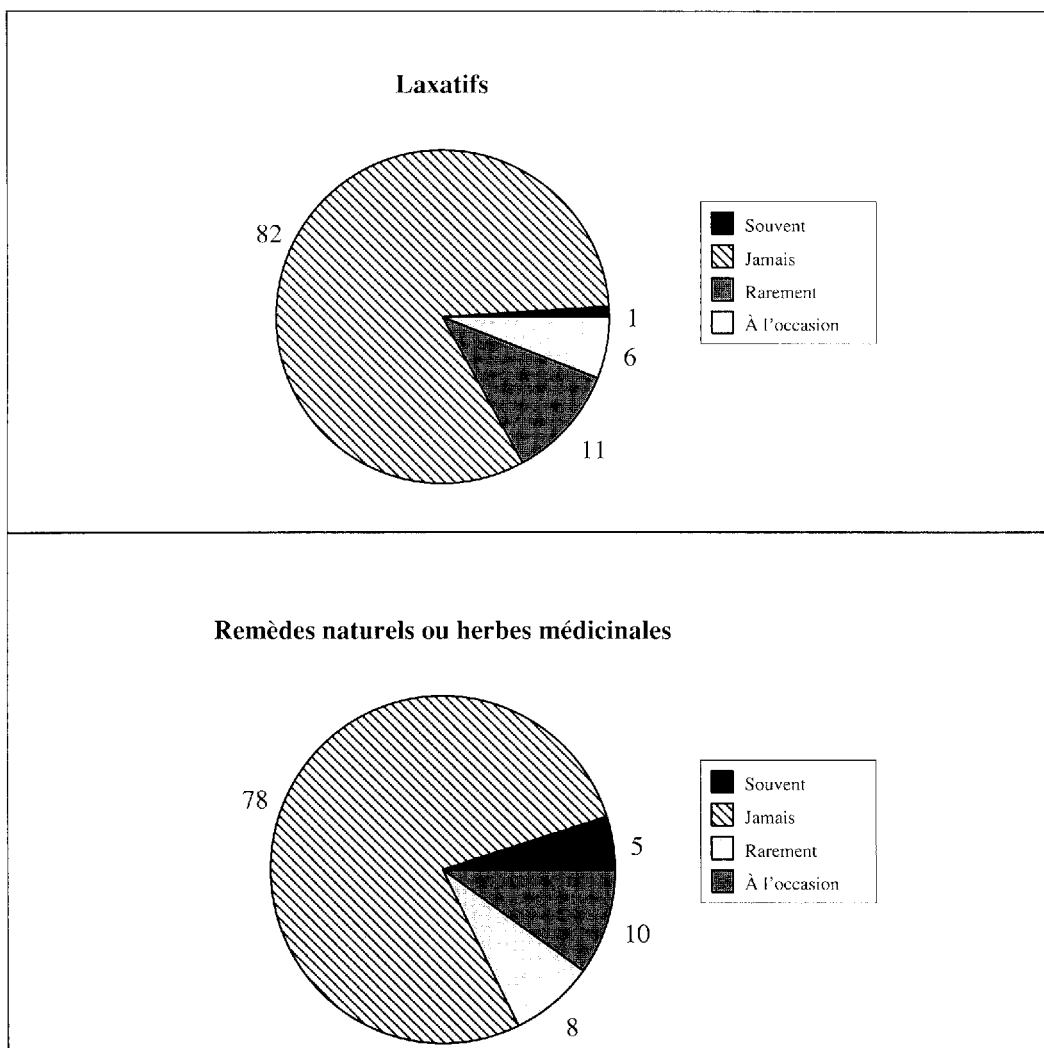 Laxatifs
82
Souvent
Jamais
Rarement
À l'occasion
1
6
11
Remèdes naturels ou herbes médicinales
78
Souvent
Jamais
Rarement
À l'occasion
5
10
8